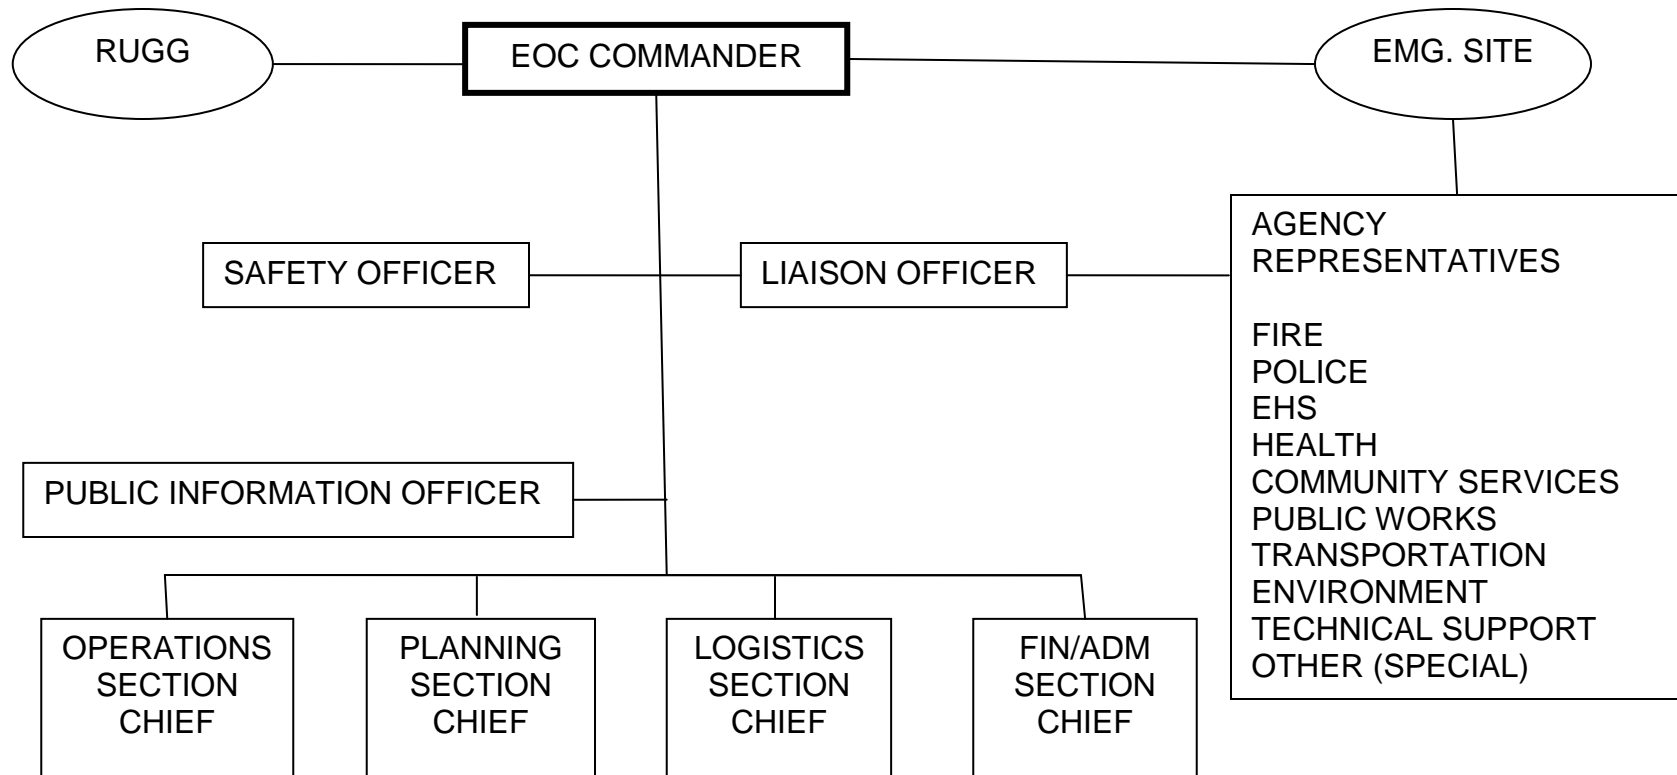 RUGG
EOC COMMANDER
EMG. SITE
SAFETY OFFICER
LIAISON OFFICER
AGENCY
REPRESENTATIVES
FIRE
POLICE
EHS
HEALTH
COMMUNITY SERVICES
PUBLIC WORKS
TRANSPORTATION
ENVIRONMENT
TECHNICAL SUPPORT
OTHER (SPECIAL)
PUBLIC INFORMATION OFFICER
OPERATIONS
SECTION
CHIEF
PLANNING
SECTION
CHIEF
LOGISTICS
SECTION
CHIEF
FIN/ADM
SECTION
CHIEF